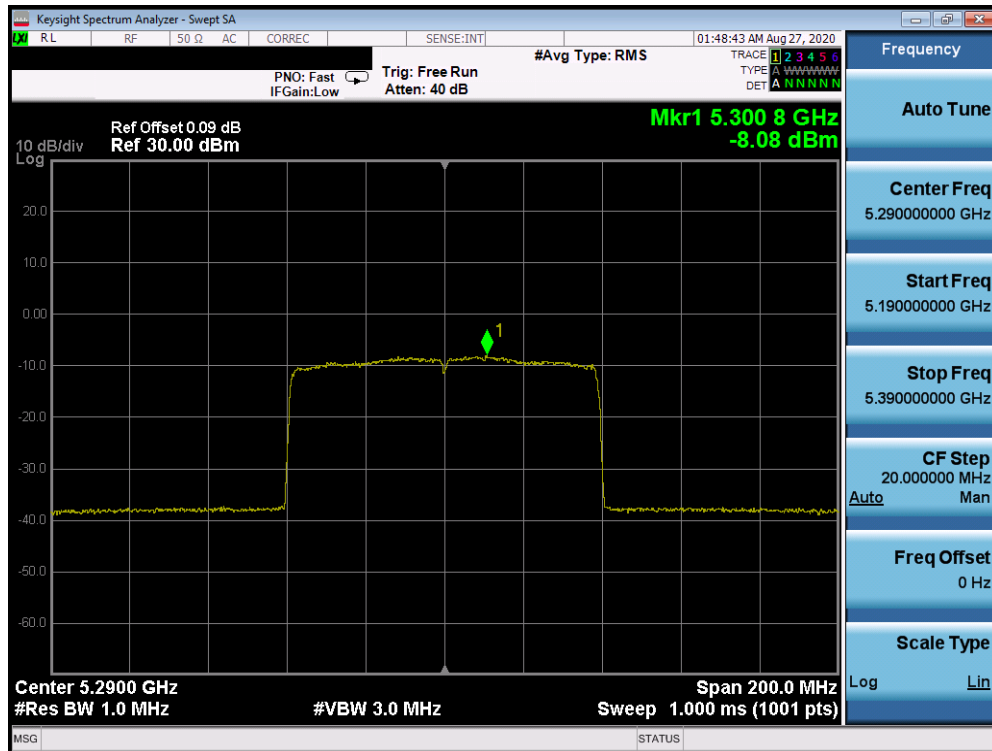 Keysight Spectrum Analyzer - Swept SA
LXI RL RF 50 Ω AC CORREC SENSE:INT 01:48:43 AM Aug 27, 2020
#Avg Type: RMS TRACE 1 2 3 4 5 6
PNO: Fast Trig: Free Run TYPE A WWWWW
IFGain:Low Atten: 40 dB DET A N N N N N
Mkr1 5.300 8 GHz
-8.08 dBm
Ref Offset 0.09 dB
10 dB/div Ref 30.00 dBm
Log
20.0
10.0
0.00
1
-10.0
-20.0
-30.0
-40.0
-50.0
-60.0
Center 5.2900 GHz Span 200.0 MHz
#Res BW 1.0 MHz #VBW 3.0 MHz Sweep 1.000 ms (1001 pts)
MSG STATUS
Frequency
Auto Tune
Center Freq
5.290000000 GHz
Start Freq
5.190000000 GHz
Stop Freq
5.390000000 GHz
CF Step
20.000000 MHz
Auto Man
Freq Offset
0 Hz
Scale Type
Log Lin